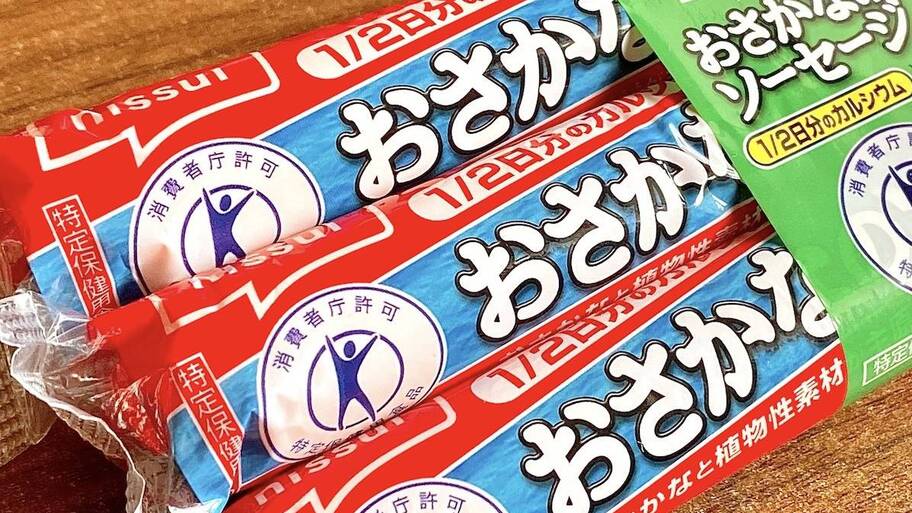 nissui
1/2日分の
おさかな
消費者庁許可
特定保健用
nissui
1/2日分のカルシ
おさかな
おさかなと植物性素材
消費者庁許可
特定保健用食品
特定保健用
nissui
1/2日分のカル
おさかな
かなと植物性素材
消費者庁許可
おさかなの
ソーセージ
1/2日分のカルシウム
消費者庁許可
特定